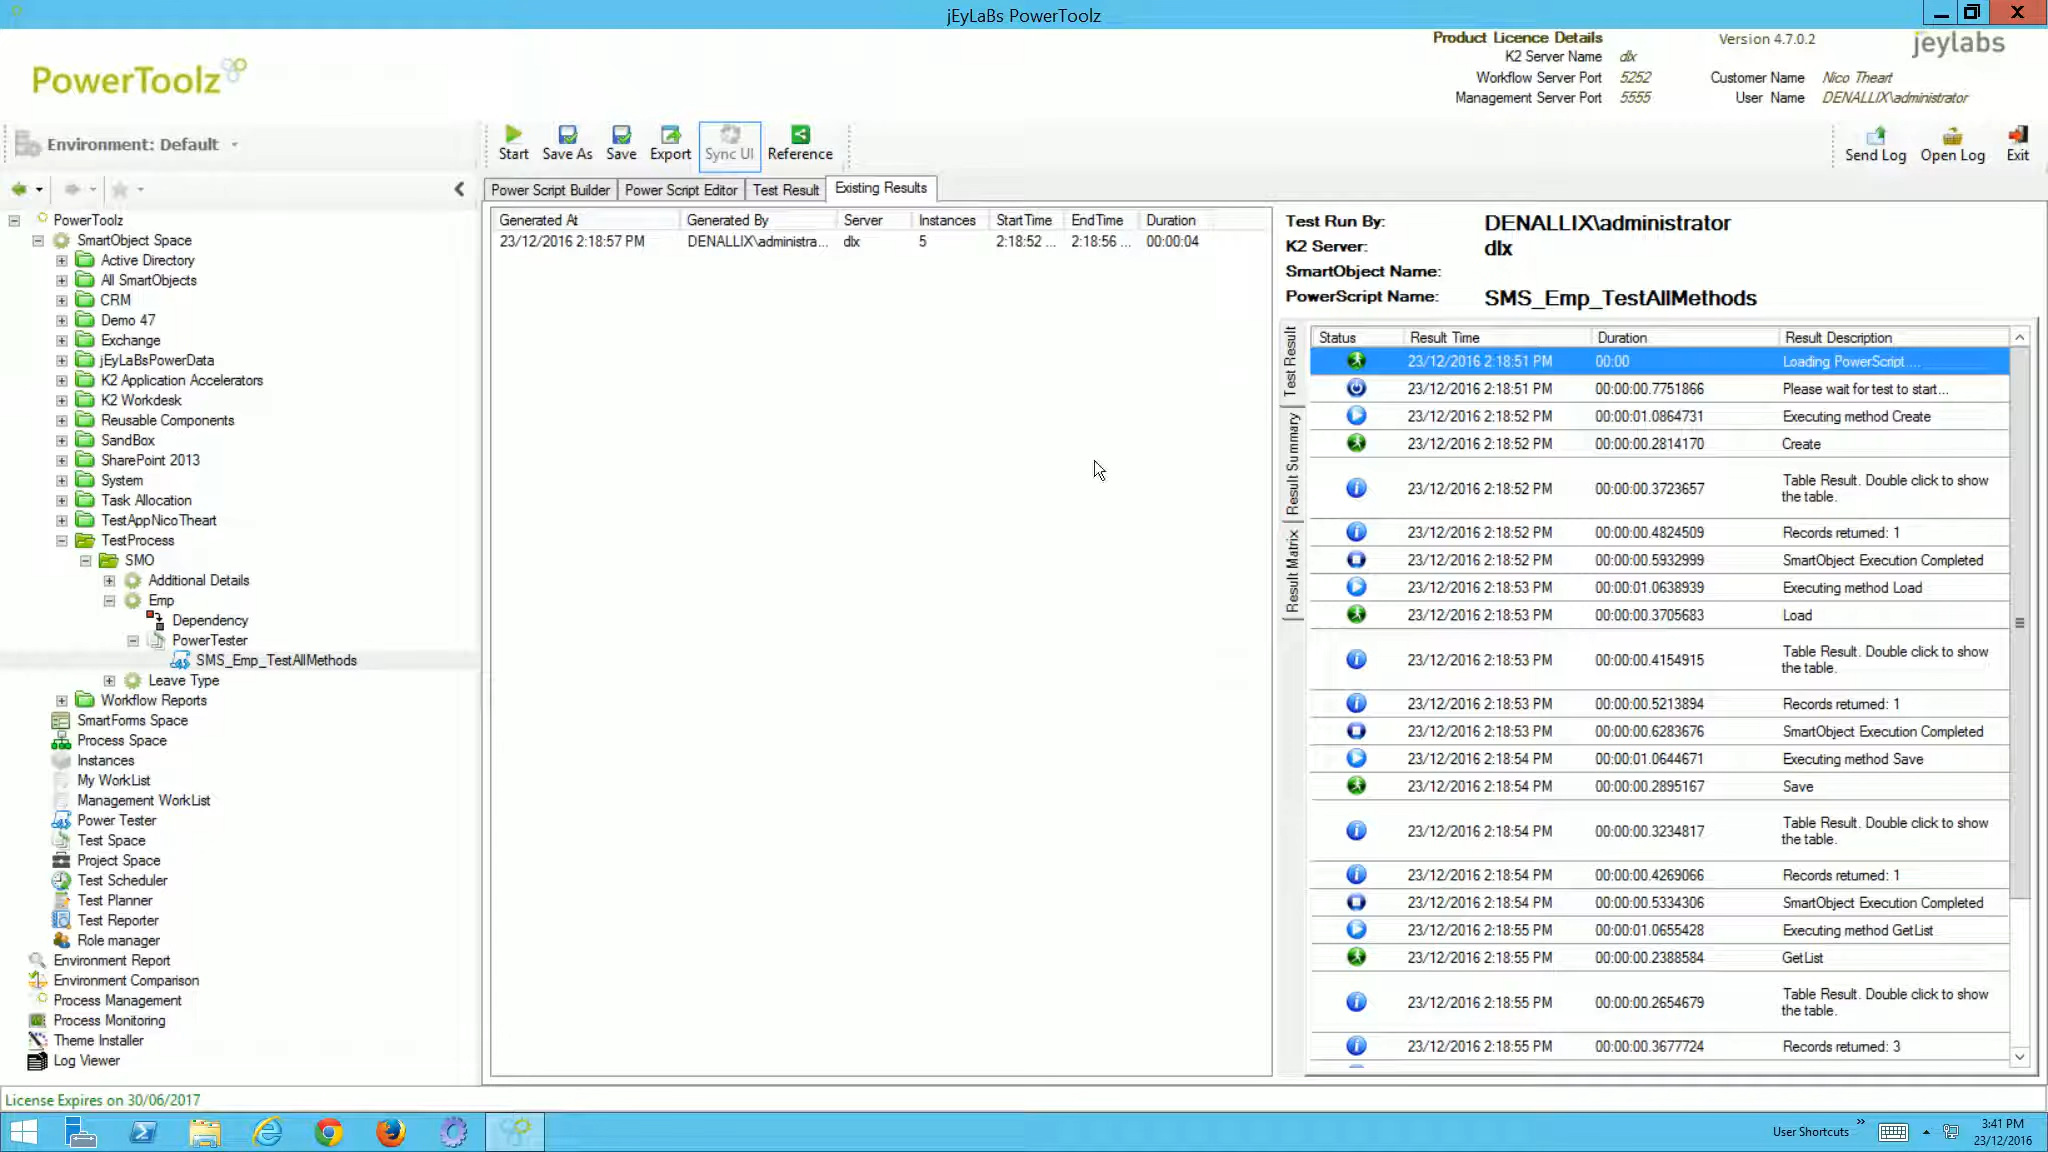 jEyLaBs PowerToolz
PowerToolz
Product Licence Details
K2 Server Name dlx
Workflow Server Port 5252
Management Server Port 5555
Version 4.7.0.2
Customer Name Nico Theart
User Name DENALLIX\administrator
jeylabs
Environment: Default
Start Save As Save Export Sync UI Reference
Send Log Open Log Exit
Power Script Builder Power Script Editor Test Result Existing Results
PowerToolz
SmartObject Space
Active Directory
All SmartObjects
CRM
Demo 47
Exchange
jEyLaBsPowerData
K2 Application Accelerators
K2 Workdesk
Reusable Components
SandBox
SharePoint 2013
System
Task Allocation
TestAppNicoTheart
TestProcess
SMO
Additional Details
Emp
Dependency
PowerTester
SMS_Emp_TestAllMethods
Leave Type
Workflow Reports
SmartForms Space
Process Space
Instances
My WorkList
Management WorkList
Power Tester
Test Space
Project Space
Test Scheduler
Test Planner
Test Reporter
Role manager
Environment Report
Environment Comparison
Process Management
Process Monitoring
Theme Installer
Log Viewer
Generated At Generated By Server Instances StartTime EndTime Duration
23/12/2016 2:18:57 PM DENALLIX\administra... dlx 5 2:18:52 ... 2:18:56 ... 00:00:04
Test Run By: DENALLIX\administrator
K2 Server: dlx
SmartObject Name:
PowerScript Name: SMS_Emp_TestAllMethods
Test Result
Result Summary
Result Matrix
Status Result Time Duration Result Description
23/12/2016 2:18:51 PM 00:00 Loading PowerScript....
23/12/2016 2:18:51 PM 00:00:00.7751866 Please wait for test to start...
23/12/2016 2:18:52 PM 00:00:01.0864731 Executing method Create
23/12/2016 2:18:52 PM 00:00:00.2814170 Create
23/12/2016 2:18:52 PM 00:00:00.3723657 Table Result. Double click to show
the table.
23/12/2016 2:18:52 PM 00:00:00.4824509 Records returned: 1
23/12/2016 2:18:52 PM 00:00:00.5932999 SmartObject Execution Completed
23/12/2016 2:18:53 PM 00:00:01.0638939 Executing method Load
23/12/2016 2:18:53 PM 00:00:00.3705683 Load
23/12/2016 2:18:53 PM 00:00:00.4154915 Table Result. Double click to show
the table.
23/12/2016 2:18:53 PM 00:00:00.5213894 Records returned: 1
23/12/2016 2:18:53 PM 00:00:00.6283676 SmartObject Execution Completed
23/12/2016 2:18:54 PM 00:00:01.0644671 Executing method Save
23/12/2016 2:18:54 PM 00:00:00.2895167 Save
23/12/2016 2:18:54 PM 00:00:00.3234817 Table Result. Double click to show
the table.
23/12/2016 2:18:54 PM 00:00:00.4269066 Records returned: 1
23/12/2016 2:18:54 PM 00:00:00.5334306 SmartObject Execution Completed
23/12/2016 2:18:55 PM 00:00:01.0655428 Executing method GetList
23/12/2016 2:18:55 PM 00:00:00.2388584 GetList
23/12/2016 2:18:55 PM 00:00:00.2654679 Table Result. Double click to show
the table.
23/12/2016 2:18:55 PM 00:00:00.3677724 Records returned: 3
License Expires on 30/06/2017
User Shortcuts
3:41 PM
23/12/2016